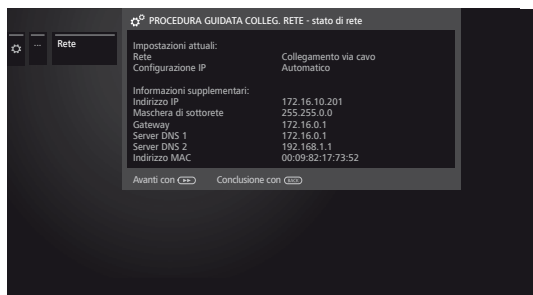 PROCEDURA GUIDATA COLLEG. RETE - stato di rete
... Rete
Impostazioni attuali:
Rete Collegamento via cavo
Configurazione IP Automatico
Informazioni supplementari:
Indirizzo IP 172.16.10.201
Maschera di sottorete 255.255.0.0
Gateway 172.16.0.1
Server DNS 1 172.16.0.1
Server DNS 2 192.168.1.1
Indirizzo MAC 00:09:82:17:73:52
Avanti con Conclusione con BACK